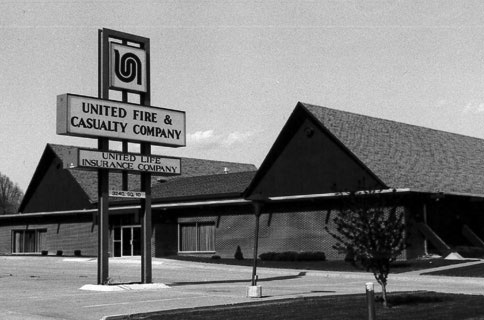 UNITED FIRE &
CASUALTY COMPANY
UNITED LIFE
INSURANCE COMPANY